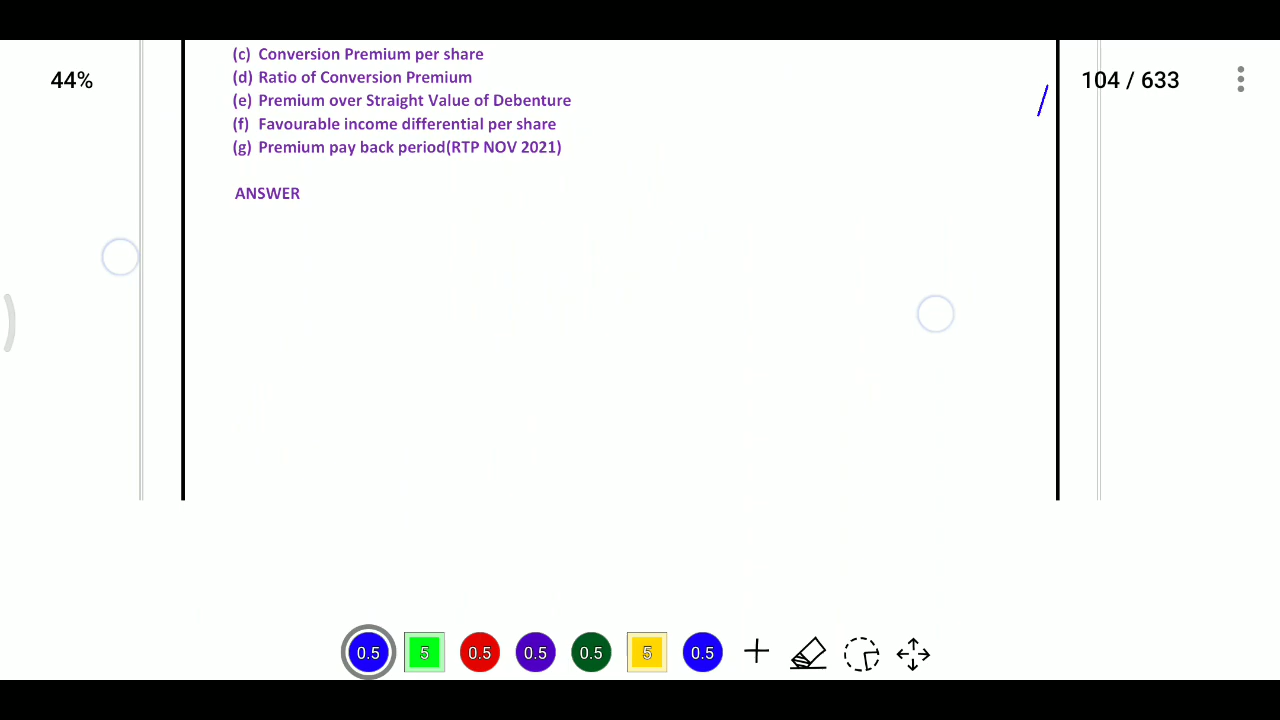 (c) Conversion Premium per share
44%
104 / 633
(d) Ratio of Conversion Premium
(e) Premium over Straight Value of Debenture
(f) Favourable income differential per share
(g) Premium pay back period(RTP NOV 2021)
ANSWER
0.5 5 0.5 0.5 0.5 5 0.5